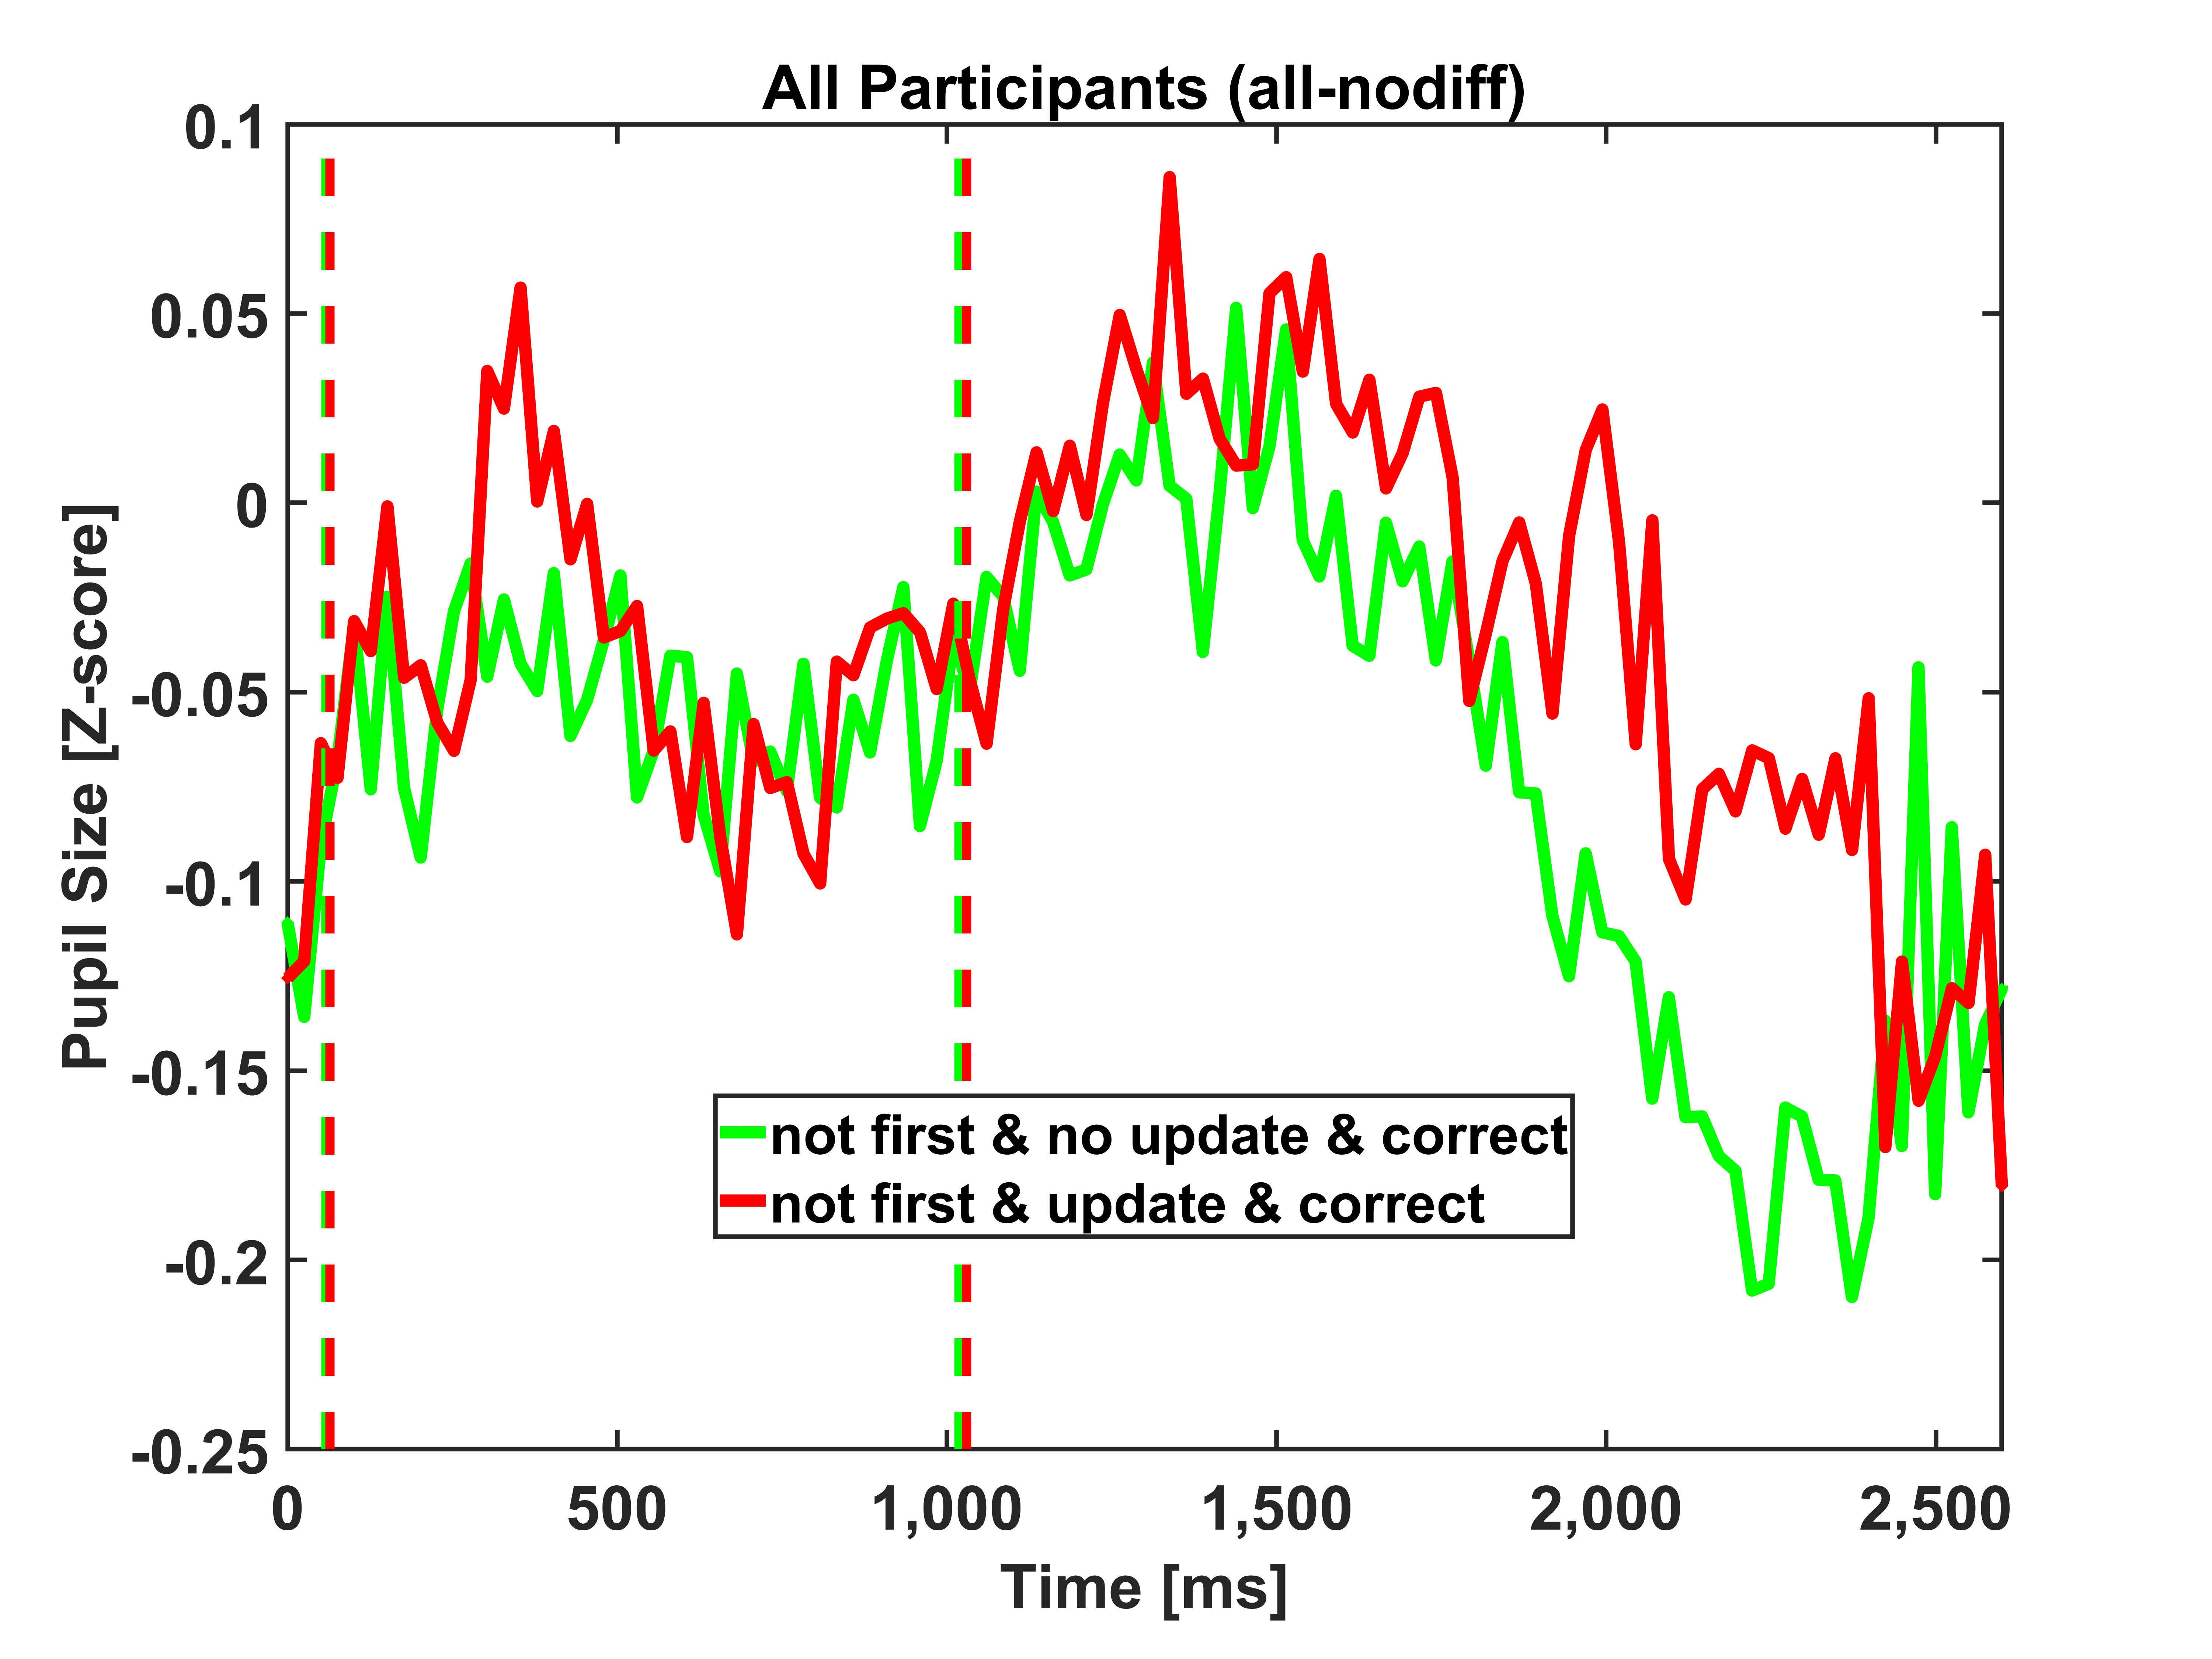 All Participants (all-nodiff)
0.1
0.05
0
-0.05
-0.1
-0.15
-0.2
-0.25
Pupil Size [Z-score]
not first & no update & correct
not first & update & correct
0 500 1,000 1,500 2,000 2,500
Time [ms]